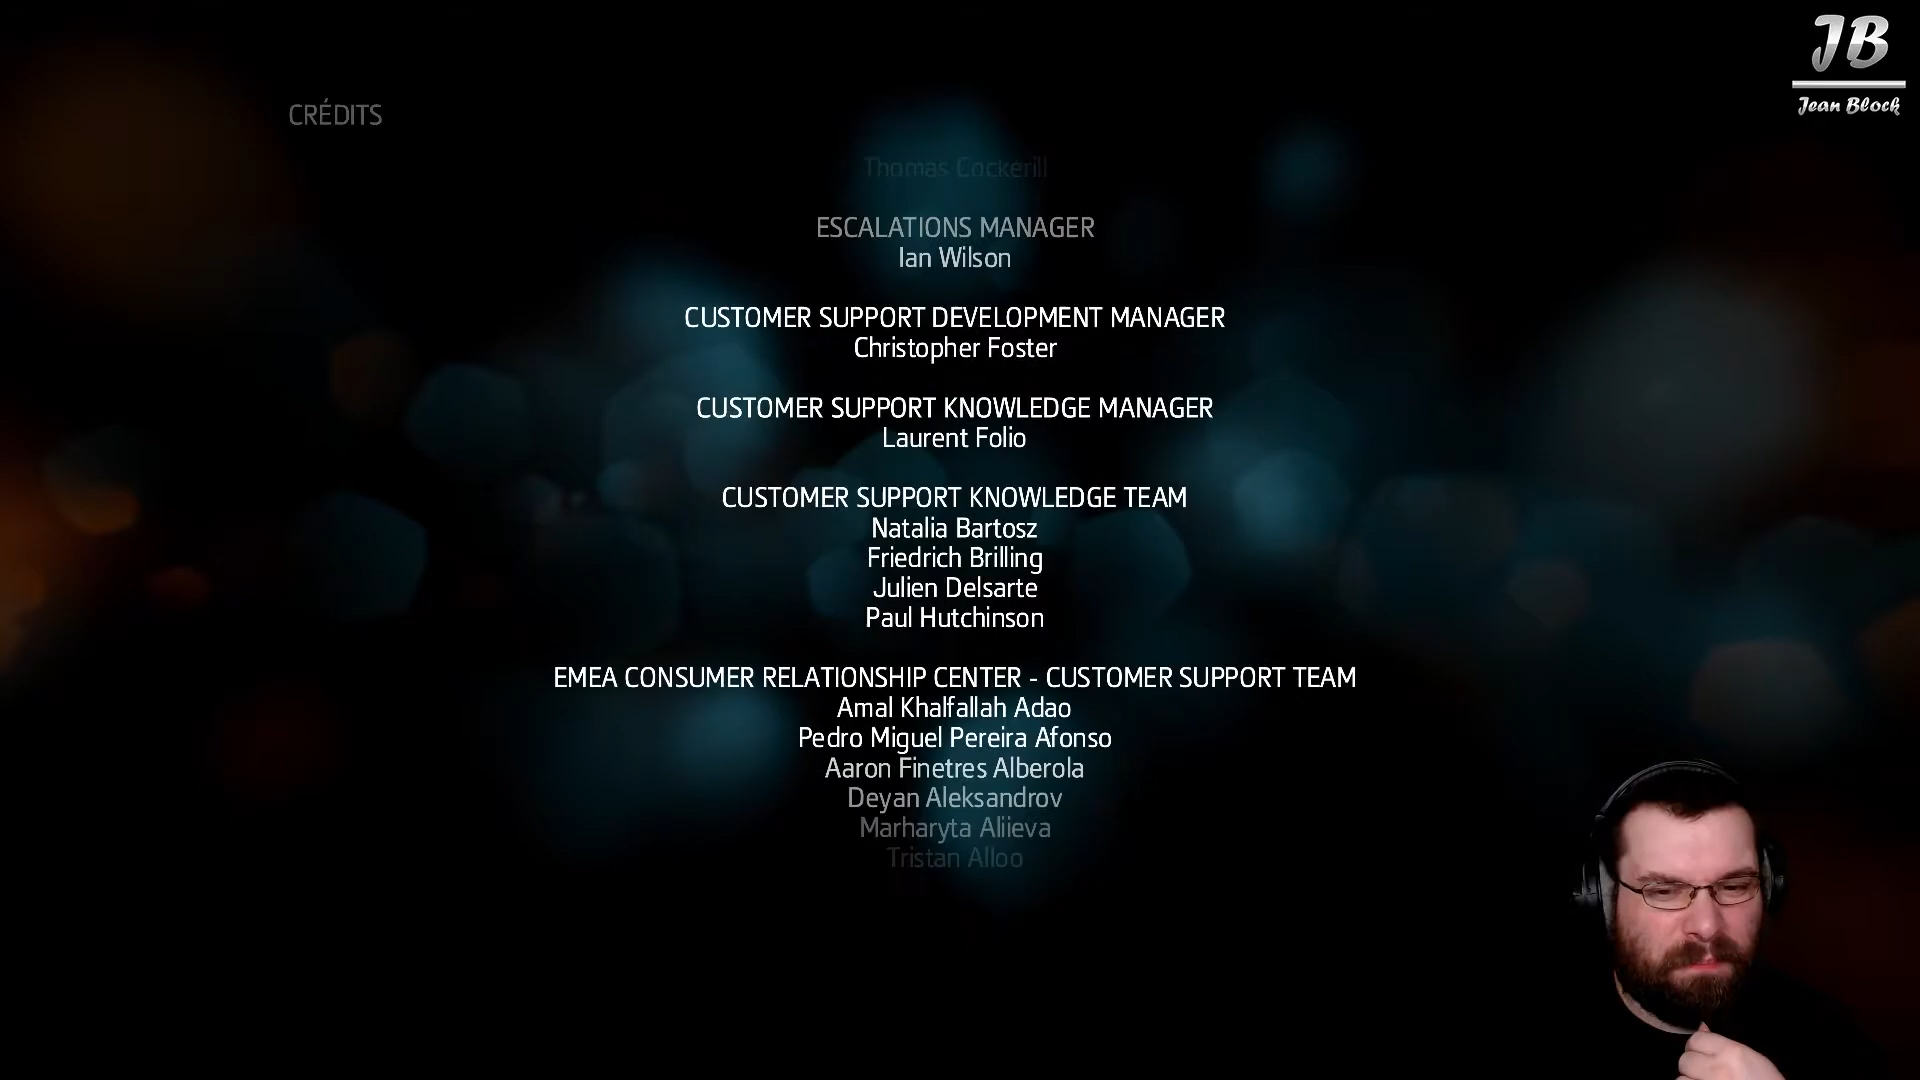 JB
Jean Block
CRÉDITS
Thomas Cockerill
ESCALATIONS MANAGER
Ian Wilson
CUSTOMER SUPPORT DEVELOPMENT MANAGER
Christopher Foster
CUSTOMER SUPPORT KNOWLEDGE MANAGER
Laurent Folio
CUSTOMER SUPPORT KNOWLEDGE TEAM
Natalia Bartosz
Friedrich Brilling
Julien Delsarte
Paul Hutchinson
EMEA CONSUMER RELATIONSHIP CENTER - CUSTOMER SUPPORT TEAM
Amal Khalfallah Adao
Pedro Miguel Pereira Afonso
Aaron Finetres Alberola
Deyan Aleksandrov
Marharyta Aliieva
Tristan Alloo